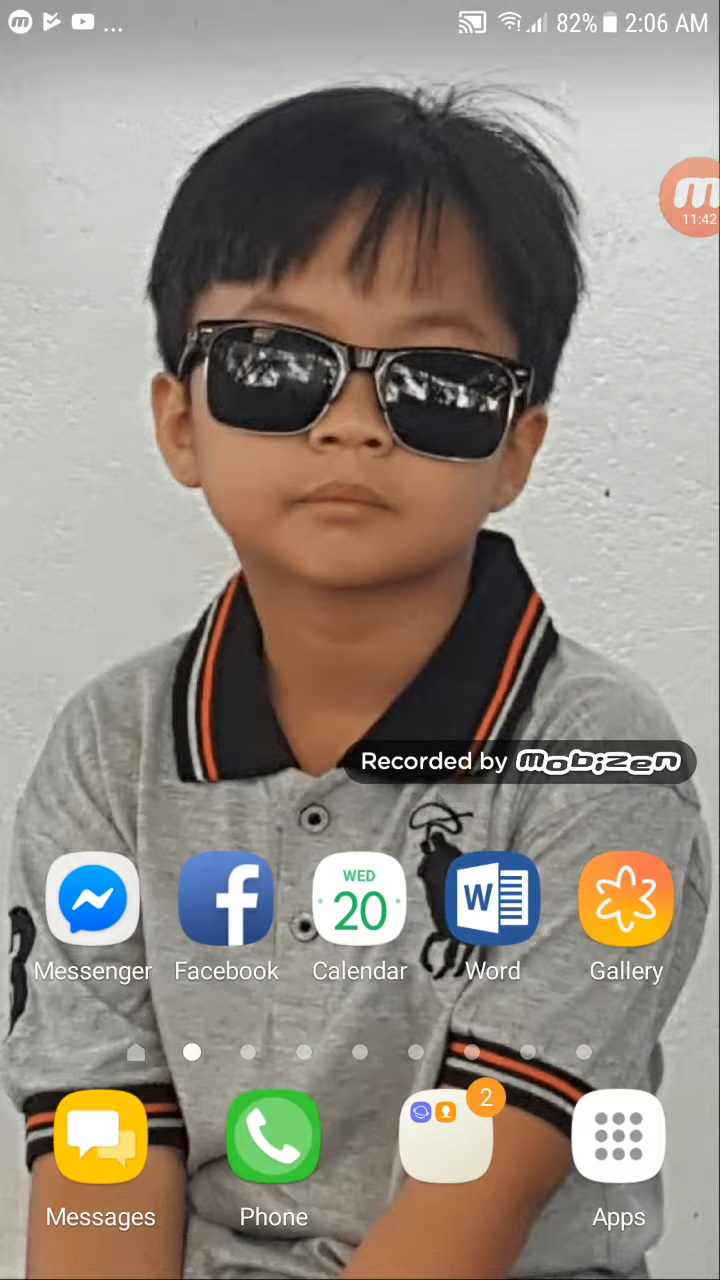 82% 2:06 AM
11:42
Recorded by mobizen
WED
20
W
Messenger Facebook Calendar Word Gallery
2
Messages Phone Apps